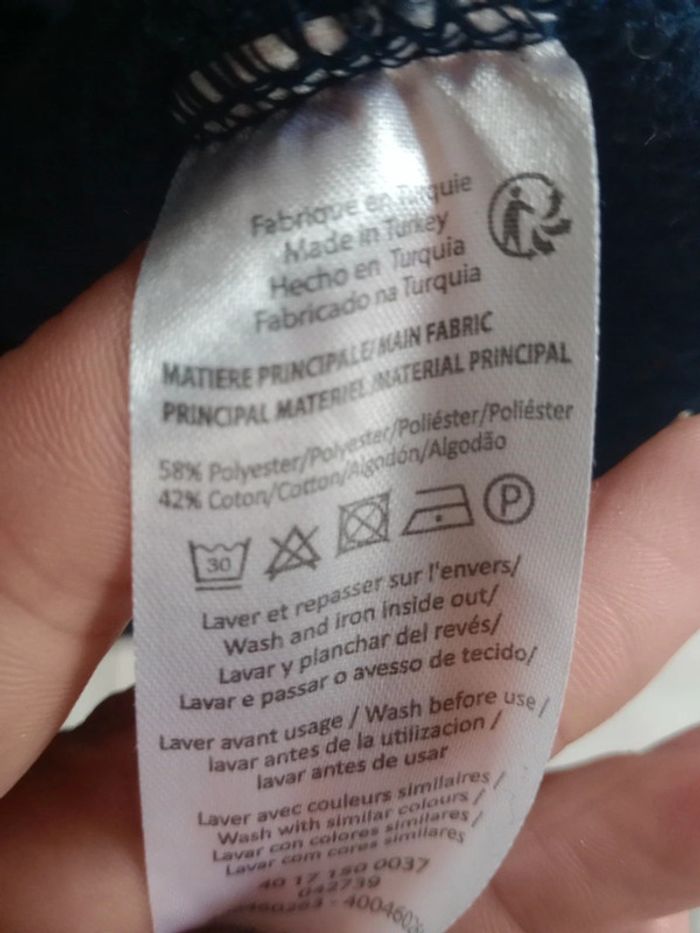 Fabriqué en Turquie
Made in Turkey
Hecho en Turquia
Fabricado na Turquia
MATIERE PRINCIPALE/MAIN FABRIC
PRINCIPAL MATERIEL/MATERIAL PRINCIPAL
58% Polyester/Polyester/Poliéster/Poliéster
42% Coton/Cotton/Algodón/Algodão
30 P
Laver et repasser sur l'envers/
Wash and iron inside out/
Lavar y planchar del revés/
Lavar e passar o avesso de tecido/
Laver avant usage / Wash before use /
lavar antes de la utilizacion /
lavar antes de usar
Laver avec couleurs similaires /
Wash with similar colours /
Lavar con colores similares /
Lavar com cores similares
40 17 150 0037
042739